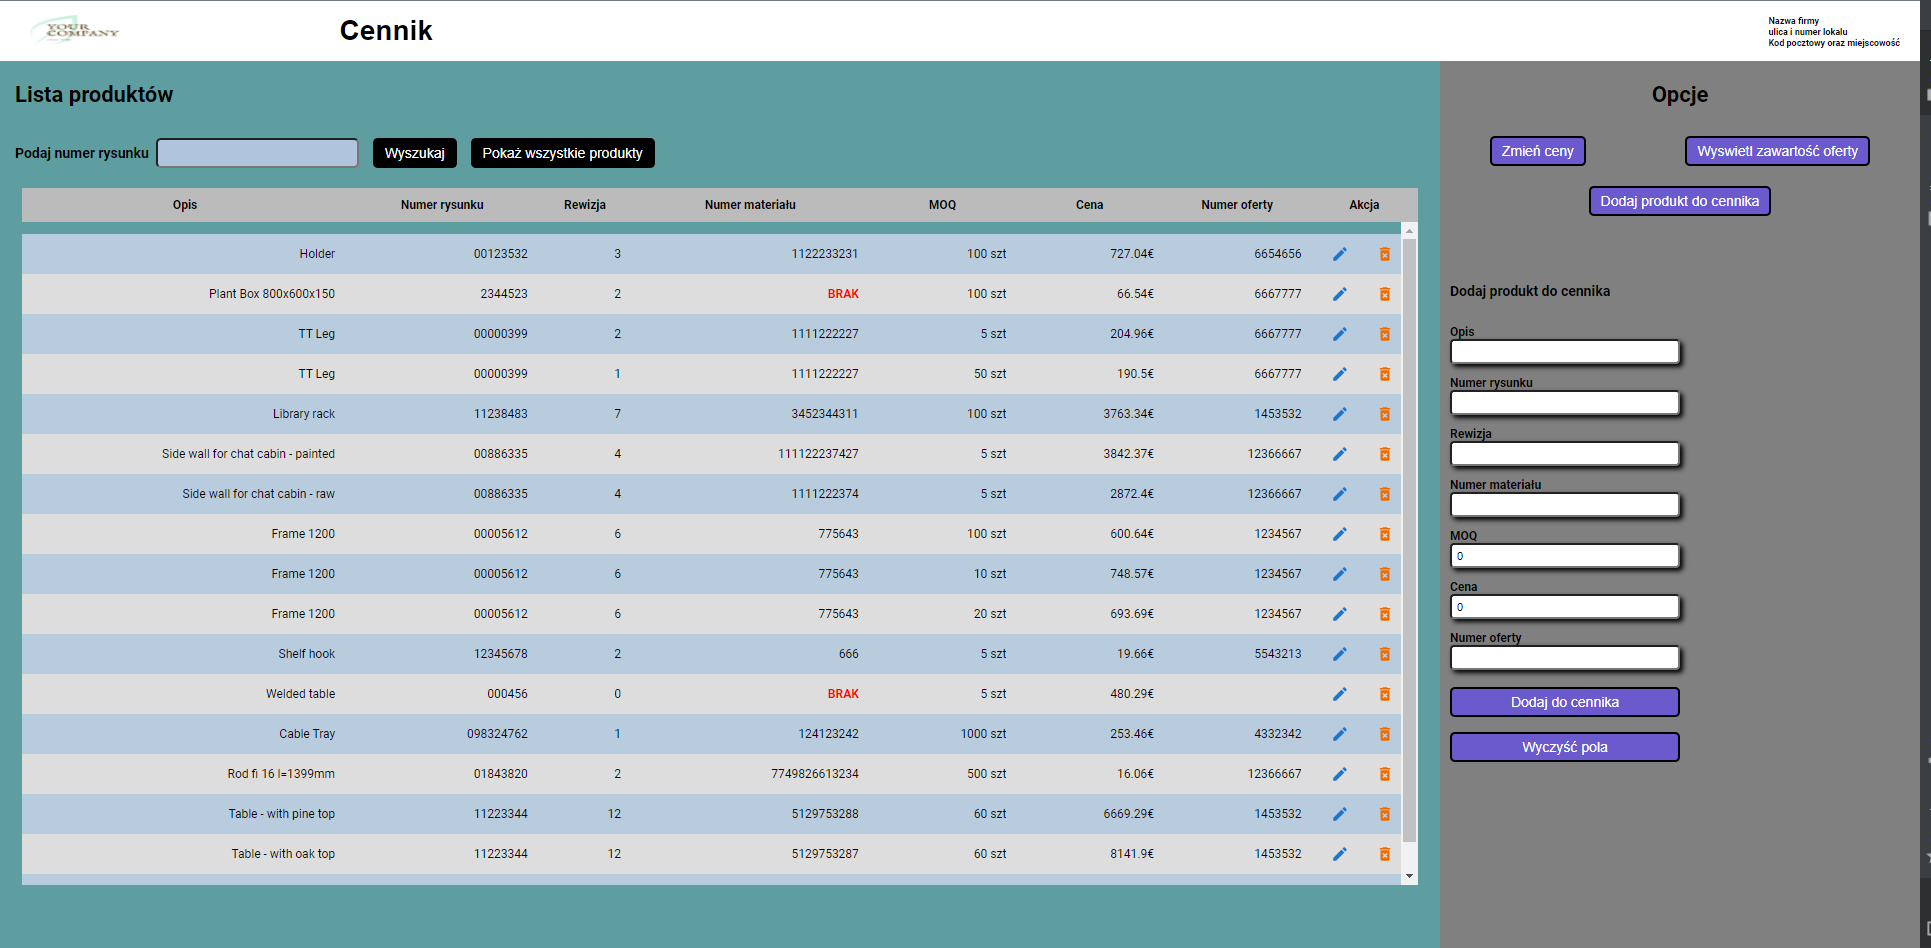 YOUR
COMPANY
Cennik
Nazwa firmy
ulica i numer lokalu
Kod pocztowy oraz miejscowość
Lista produktów
Podaj numer rysunku Wyszukaj Pokaż wszystkie produkty
Opis Numer rysunku Rewizja Numer materiału MOQ Cena Numer oferty Akcja
Holder 00123532 3 1122233231 100 szt 727.04€ 6654656
Plant Box 800x600x150 2344523 2 BRAK 100 szt 66.54€ 6667777
TT Leg 00000399 2 1111222227 5 szt 204.96€ 6667777
TT Leg 00000399 1 1111222227 50 szt 190.5€ 6667777
Library rack 11238483 7 3452344311 100 szt 3763.34€ 1453532
Side wall for chat cabin - painted 00886335 4 111122237427 5 szt 3842.37€ 12366667
Side wall for chat cabin - raw 00886335 4 1111222374 5 szt 2872.4€ 12366667
Frame 1200 00005612 6 775643 100 szt 600.64€ 1234567
Frame 1200 00005612 6 775643 10 szt 748.57€ 1234567
Frame 1200 00005612 6 775643 20 szt 693.69€ 1234567
Shelf hook 12345678 2 666 5 szt 19.66€ 5543213
Welded table 000456 0 BRAK 5 szt 480.29€
Cable Tray 098324762 1 124123242 1000 szt 253.46€ 4332342
Rod fi 16 l=1399mm 01843820 2 7749826613234 500 szt 16.06€ 12366667
Table - with pine top 11223344 12 5129753288 60 szt 6669.29€ 1453532
Table - with oak top 11223344 12 5129753287 60 szt 8141.9€ 1453532
Opcje
Zmień ceny Wyswietl zawartość oferty
Dodaj produkt do cennika
Dodaj produkt do cennika
Opis
Numer rysunku
Rewizja
Numer materiału
MOQ
0
Cena
0
Numer oferty
Dodaj do cennika
Wyczyść pola